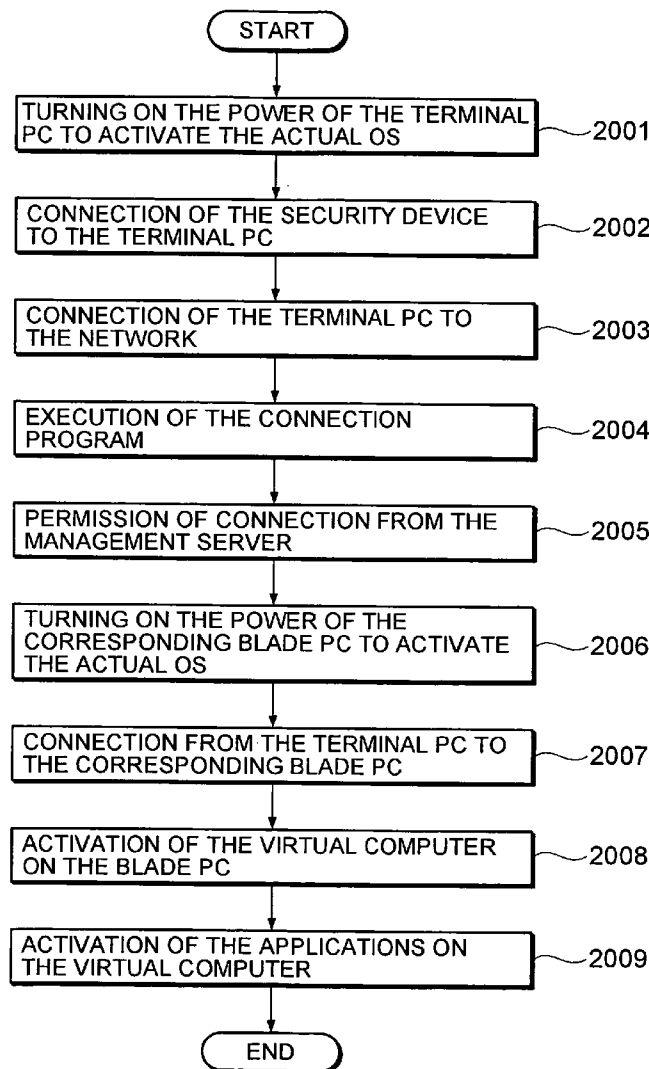 START
TURNING ON THE POWER OF THE TERMINAL
PC TO ACTIVATE THE ACTUAL OS
2001
CONNECTION OF THE SECURITY DEVICE
TO THE TERMINAL PC
2002
CONNECTION OF THE TERMINAL PC TO
THE NETWORK
2003
EXECUTION OF THE CONNECTION
PROGRAM
2004
PERMISSION OF CONNECTION FROM THE
MANAGEMENT SERVER
2005
TURNING ON THE POWER OF THE
CORRESPONDING BLADE PC TO ACTIVATE
THE ACTUAL OS
2006
CONNECTION FROM THE TERMINAL PC TO
THE CORRESPONDING BLADE PC
2007
ACTIVATION OF THE VIRTUAL COMPUTER
ON THE BLADE PC
2008
ACTIVATION OF THE APPLICATIONS ON
THE VIRTUAL COMPUTER
2009
END